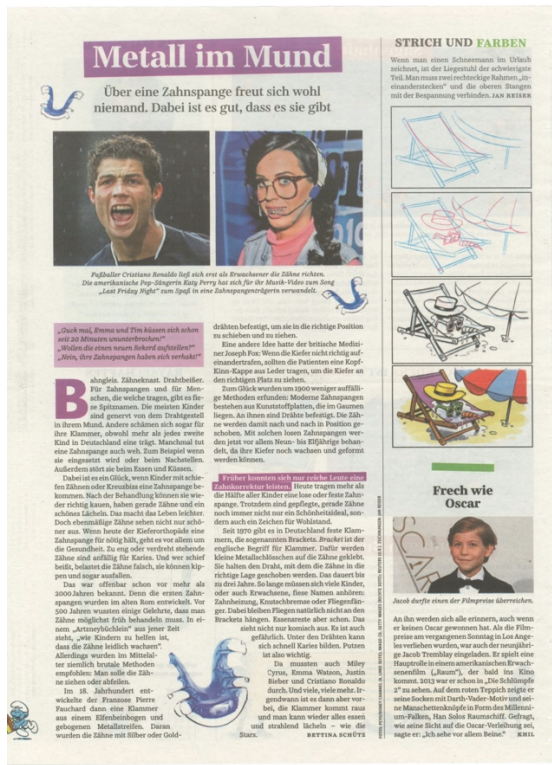 Metall im Mund
Über eine Zahnspange freut sich wohl
niemand. Dabei ist es gut, dass es sie gibt
Fußballer Cristiano Ronaldo ließ sich erst als Erwachsener die Zähne richten.
Die amerikanische Pop-Sängerin Katy Perry hat sich für ihr Musik-Video zum Song
„Last Friday Night“ zum Spaß in eine Zahnspangenträgerin verwandelt.
„Guck mal, Emma und Tim küssen sich schon
seit 20 Minuten ununterbrochen!“
„Wollen die einen neuen Rekord aufstellen?“
„Nein, ihre Zahnspangen haben sich verhakt!“
Bahngleis. Zähneknast. Drahtbeißer.
Für Zahnspangen und für Men-
schen, die welche tragen, gibt es fie-
se Spitznamen. Die meisten Kinder
sind genervt von dem Drahtgestell
in ihrem Mund. Andere schämen sich sogar
für ihre Klammer, obwohl mehr als jedes zweite
Kind in Deutschland eine trägt. Manchmal tut
eine Zahnspange auch weh. Zum Beispiel wenn
sie eingesetzt wird oder beim Nachstellen.
Außerdem stört sie beim Essen und Küssen.
Dabei ist es ein Glück, wenn Kinder mit schie-
fen Zähnen oder Kreuzbiss eine Zahnspange be-
kommen. Nach der Behandlung können sie wie-
der richtig kauen, haben gerade Zähne und ein
schönes Lächeln. Das macht das Leben leichter.
Doch ebenmäßige Zähne sehen nicht nur schö-
ner aus. Wenn heute der Kieferorthopäde eine
Zahnspange für nötig hält, geht es vor allem um
die Gesundheit. Zu eng oder verdreht stehende
Zähne sind anfällig für Karies. Und wer schief
beißt, belastet die Zähne falsch, sie können kip-
pen und sogar ausfallen.
Das war offenbar schon vor mehr als
2000 Jahren bekannt. Denn die ersten Zahn-
spangen wurden im alten Rom entwickelt. Vor
500 Jahren wussten einige Gelehrte, dass man
Zähne möglichst früh behandeln muss. In ei-
nem „Artzneybüchlein“ aus jener Zeit
steht, „wie Kindern zu helfen ist,
dass die Zähne leidlich wachsen“.
Allerdings wurden im Mittelal-
ter ziemlich brutale Methoden
empfohlen: Man solle die Zäh-
ne ziehen oder abfeilen.
Im 18. Jahrhundert ent-
wickelte der Franzose Pierre
Fauchard dann eine Klammer
aus einem Elfenbeinbogen und
gebogenen Metallstreifen. Daran
wurden die Zähne mit Silber oder Gold-
drähten befestigt, um sie in die richtige Position
zu schieben und zu ziehen.
Eine andere Idee hatte der britische Medizi-
ner Joseph Fox: Wenn die Kiefer nicht richtig auf-
einandertrafen, sollten die Patienten eine Kopf-
Kinn-Kappe aus Leder tragen, um die Kiefer an
den richtigen Platz zu ziehen.
Zum Glück wurden um 1900 weniger auffälli-
ge Methoden erfunden: Moderne Zahnspangen
bestehen aus Kunststoffplatten, die im Gaumen
liegen. An ihnen sind Drähte befestigt. Die Zäh-
ne werden damit nach und nach in Position ge-
schoben. Mit solchen losen Zahnspangen wer-
den jetzt vor allem Neun- bis Elfjährige behan-
delt, da ihre Kiefer noch wachsen und geformt
werden können.
Früher konnten sich nur reiche Leute eine
Zahnkorrektur leisten. Heute tragen mehr als
die Hälfte aller Kinder eine lose oder feste Zahn-
spange. Trotzdem sind gepflegte, gerade Zähne
noch immer nicht nur ein Schönheitsideal, son-
dern auch ein Zeichen für Wohlstand.
Seit 1970 gibt es in Deutschland feste Klam-
mern, die sogenannten Brackets. Bracket ist der
englische Begriff für Klammer. Dafür werden
kleine Metallschlösschen auf die Zähne geklebt.
Sie halten den Draht, mit dem die Zähne in die
richtige Lage geschoben werden. Das dauert bis
zu drei Jahre. So lange müssen sich viele Kinder,
oder auch Erwachsene, fiese Namen anhören:
Zahnheizung, Knutschbremse oder Fliegenfän-
ger. Dabei bleiben Fliegen natürlich nicht an den
Brackets hängen. Essensreste aber schon. Das
sieht nicht nur komisch aus. Es ist auch
gefährlich. Unter den Drähten kann
sich schnell Karies bilden. Putzen
ist also wichtig.
Da mussten auch Miley
Cyrus, Emma Watson, Justin
Bieber und Cristiano Ronaldo
durch. Und viele, viele mehr. Ir-
gendwann ist es dann aber vor-
bei, die Klammer kommt raus
und man kann wieder alles essen
und strahlend lächeln – wie die
Stars. BETTINA SCHÜTZ
STRICH UND FARBEN
Wenn man einen Schneemann im Urlaub
zeichnet, ist der Liegestuhl der schwierigste
Teil. Man muss zwei rechteckige Rahmen „in-
einanderstecken“ und die oberen Stangen
mit der Bespannung verbinden. JAN REISER
Frech wie
Oscar
Jacob durfte einen der Filmpreise überreichen.
An ihn werden sich alle erinnern, auch wenn
er keinen Oscar gewonnen hat. Als die Film-
preise am vergangenen Sonntag in Los Ange-
les verliehen wurden, war auch der neunjähri-
ge Jacob Tremblay eingeladen. Er spielt eine
Hauptrolle in einem amerikanischen Erwach-
senenfilm („Raum“), der bald ins Kino
kommt. 2013 war er schon in „Die Schlümpfe
2“ zu sehen. Auf dem roten Teppich zeigte er
seine Socken mit Darth-Vader-Motiv und sei-
ne Manschettenknöpfe in Form des Millenni-
um-Falken, Han Solos Raumschiff. Gefragt,
wie seine Sicht auf die Oscar-Verleihung sei,
sagte er: „Ich sehe vor allem Beine.“ KHIL